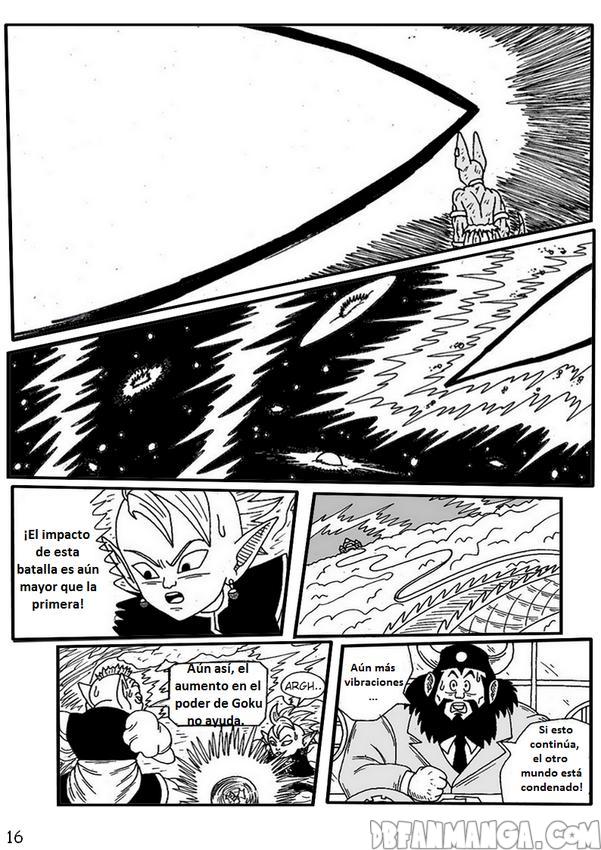 ¡El impacto
de esta
batalla es aún
mayor que la
primera!
Aún así, el
aumento en el
poder de Goku
no ayuda.
ARGH..
Aún más
vibraciones
...
Si esto
continúa,
el otro
mundo está
condenado!
16
DBFANMANGA.COM